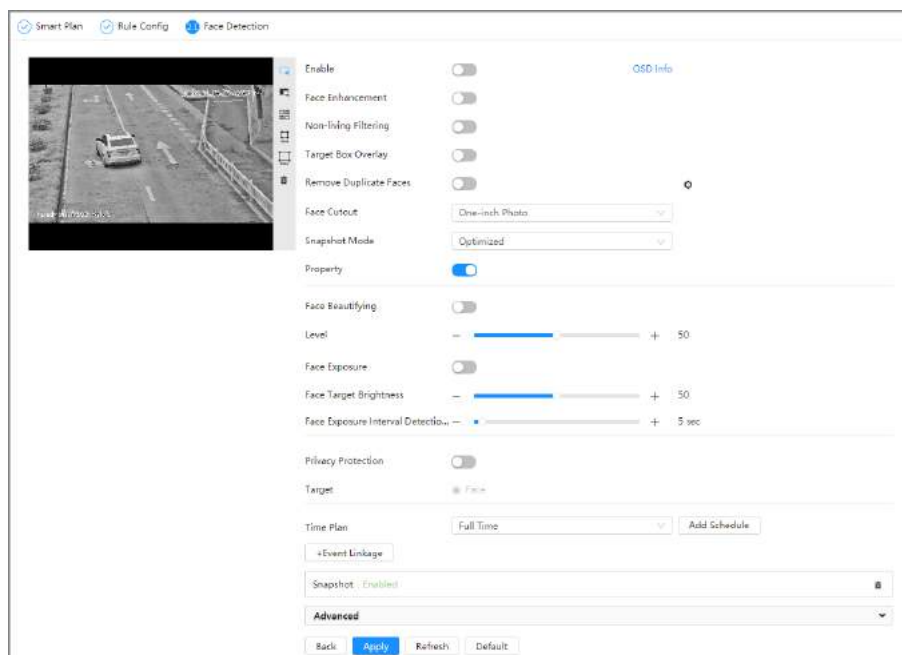 Smart Plan Rule Config Face Detection
Enable OSD Info
Face Enhancement
Non-living Filtering
Target Box Overlay
Remove Duplicate Faces
Face Cutout One-inch Photo
Snapshot Mode Optimized
Property
Face Beautifying
Level − + 50
Face Exposure
Face Target Brightness − + 50
Face Exposure Interval Detectio... − + 5 sec
Privacy Protection
Target Face
Time Plan Full Time Add Schedule
+Event Linkage
Snapshot Enabled
Advanced
Back Apply Refresh Default